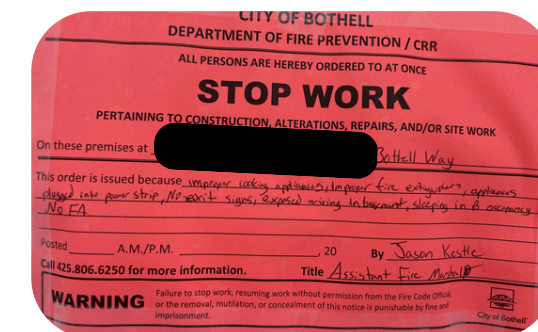 CITY OF BOTHELL
DEPARTMENT OF FIRE PREVENTION / CRR
ALL PERSONS ARE HEREBY ORDERED TO AT ONCE
STOP WORK
PERTAINING TO CONSTRUCTION, ALTERATIONS, REPAIRS, AND/OR SITE WORK
On these premises at Bothell Way
This order is issued because improper cooking appliances, Improper fire extinguishers, appliances
plugged into power strip, NO exit signs, exposed wiring in basement, sleeping in B occupancy
NO FA
Posted A.M./P.M. , 20 By Jason Kestle
Call 425.806.6250 for more information. Title Assistant Fire Marshal
WARNING
Failure to stop work, resuming work without permission from the Fire Code Official,
or the removal, mutilation, or concealment of this notice is punishable by fine and
imprisonment.
City of Bothell